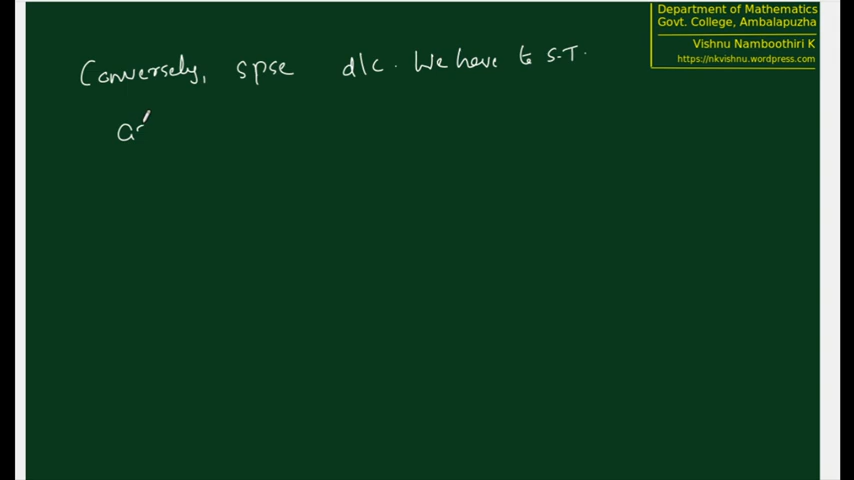 Department of Mathematics
Govt. College, Ambalapuzha
Vishnu Namboothiri K
https://nkvishnu.wordpress.com
Conversely, spse d/c. We have to S.T.
a